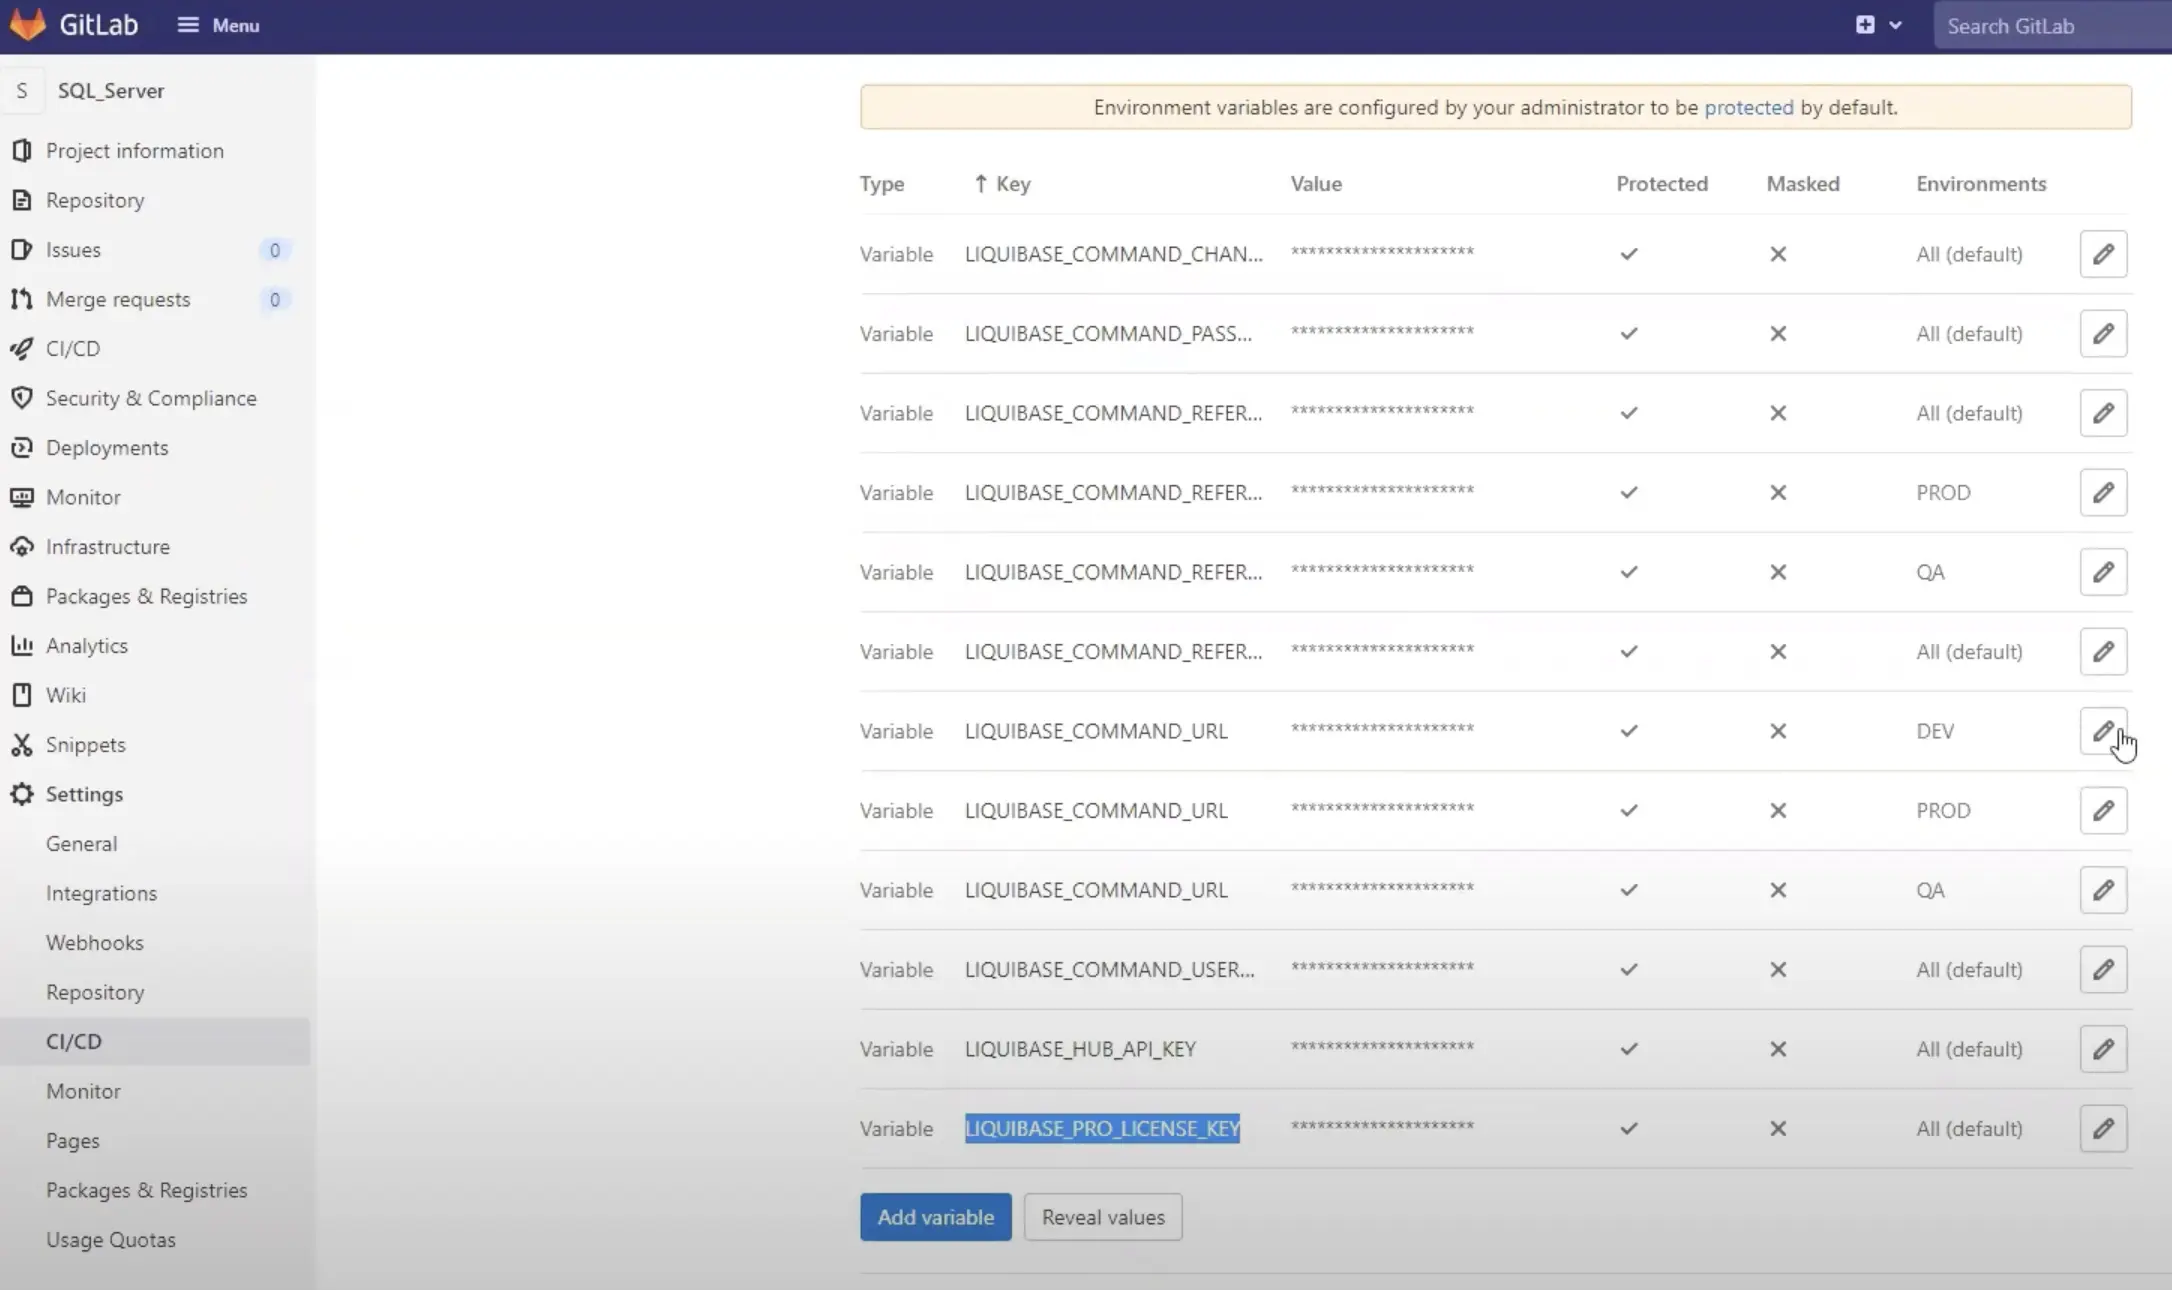 GitLab
Menu
Search GitLab
S SQL_Server
Project information
Repository
Issues 0
Merge requests 0
CI/CD
Security & Compliance
Deployments
Monitor
Infrastructure
Packages & Registries
Analytics
Wiki
Snippets
Settings
General
Integrations
Webhooks
Repository
CI/CD
Monitor
Pages
Packages & Registries
Usage Quotas
Environment variables are configured by your administrator to be protected by default.
Type ↑ Key Value Protected Masked Environments
Variable LIQUIBASE_COMMAND_CHAN... ********************* All (default)
Variable LIQUIBASE_COMMAND_PASS... ********************* All (default)
Variable LIQUIBASE_COMMAND_REFER... ********************* All (default)
Variable LIQUIBASE_COMMAND_REFER... ********************* PROD
Variable LIQUIBASE_COMMAND_REFER... ********************* QA
Variable LIQUIBASE_COMMAND_REFER... ********************* All (default)
Variable LIQUIBASE_COMMAND_URL ********************* DEV
Variable LIQUIBASE_COMMAND_URL ********************* PROD
Variable LIQUIBASE_COMMAND_URL ********************* QA
Variable LIQUIBASE_COMMAND_USER... ********************* All (default)
Variable LIQUIBASE_HUB_API_KEY ********************* All (default)
Variable LIQUIBASE_PRO_LICENSE_KEY ********************* All (default)
Add variable Reveal values